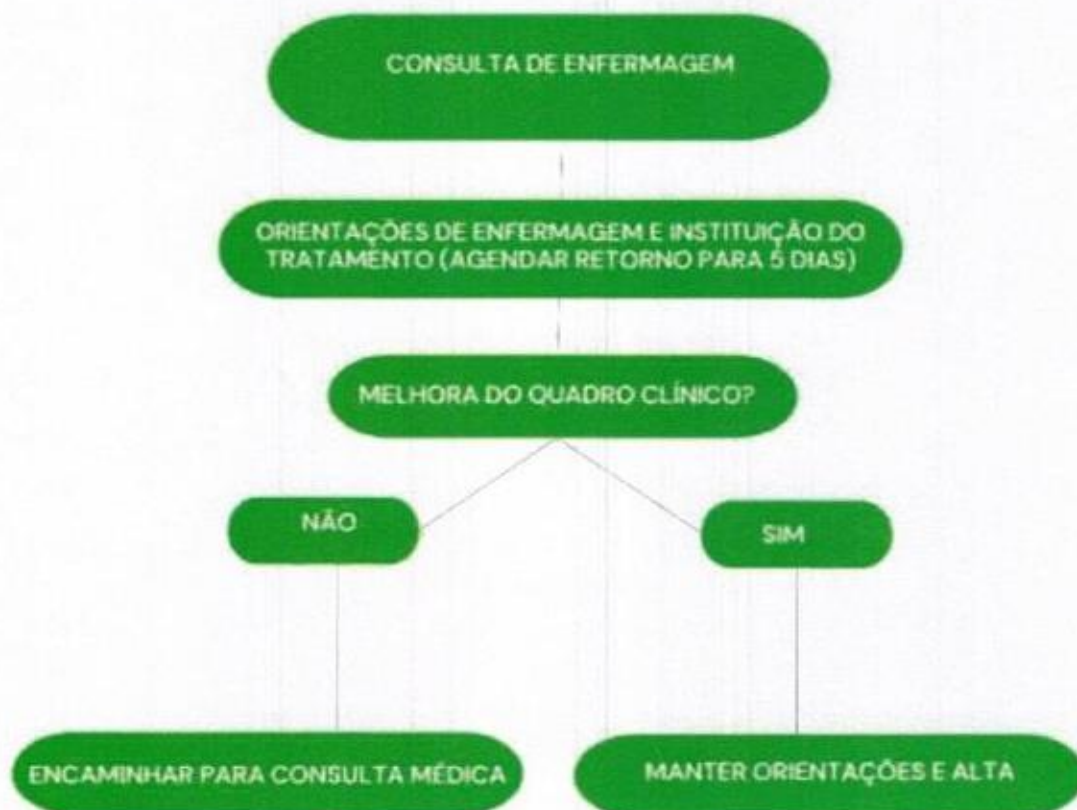 CONSULTA DE ENFERMAGEM
ORIENTAÇÕES DE ENFERMAGEM E INSTITUIÇÃO DO
TRATAMENTO (AGENDAR RETORNO PARA 5 DIAS)
MELHORA DO QUADRO CLÍNICO?
NÃO
SIM
ENCAMINHAR PARA CONSULTA MÉDICA
MANTER ORIENTAÇÕES E ALTA